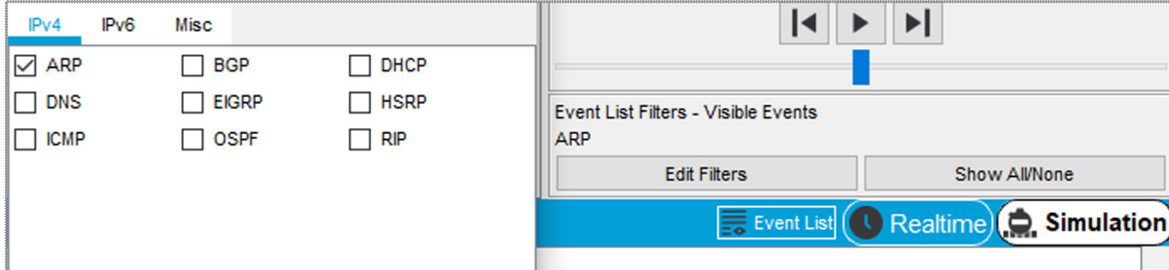 IPv4 IPv6 Misc
ARP BGP DHCP
DNS EIGRP HSRP
ICMP OSPF RIP
Event List Filters - Visible Events
ARP
Edit Filters Show All/None
Event List Realtime Simulation